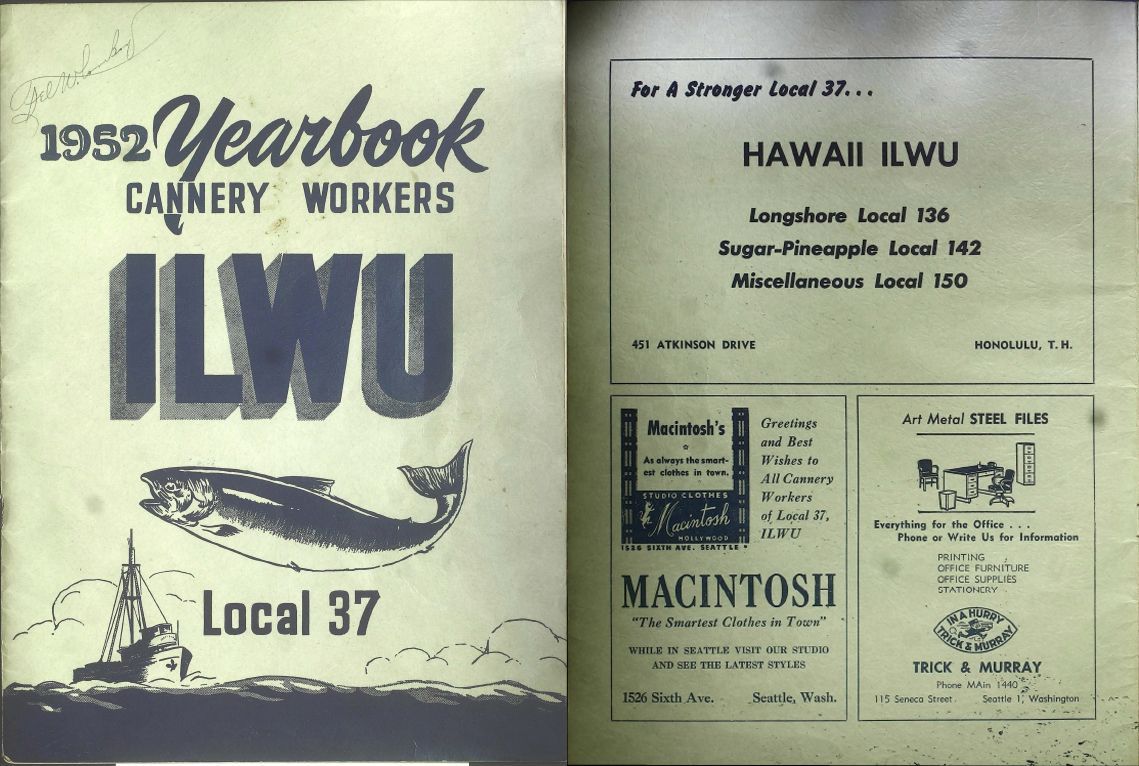 1952 Yearbook
CANNERY WORKERS
ILWU
Local 37
For A Stronger Local 37...
HAWAII ILWU
Longshore Local 136
Sugar-Pineapple Local 142
Miscellaneous Local 150
451 ATKINSON DRIVE HONOLULU, T. H.
Macintosh's
As always the smart-
est clothes in town.
STUDIO CLOTHES
Macintosh
HOLLYWOOD
1526 SIXTH AVE. SEATTLE
Greetings
and Best
Wishes to
All Cannery
Workers
of Local 37,
ILWU
MACINTOSH
"The Smartest Clothes in Town"
WHILE IN SEATTLE VISIT OUR STUDIO
AND SEE THE LATEST STYLES
1526 Sixth Ave. Seattle, Wash.
Art Metal STEEL FILES
Everything for the Office . . .
Phone or Write Us for Information
PRINTING
OFFICE FURNITURE
OFFICE SUPPLIES
STATIONERY
IN A HURRY
TRICK & MURRAY
TRICK & MURRAY
Phone MAin 1440
115 Seneca Street Seattle 1, Washington